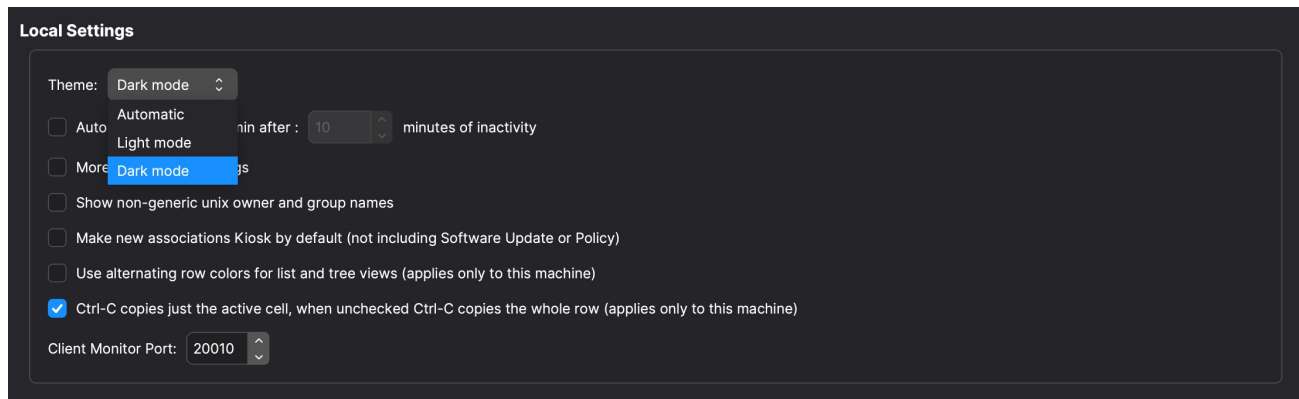 Local Settings
Theme: Dark mode
Automatic
Auto min after : 10 minutes of inactivity
Light mode
More gs
Dark mode
Show non-generic unix owner and group names
Make new associations Kiosk by default (not including Software Update or Policy)
Use alternating row colors for list and tree views (applies only to this machine)
Ctrl-C copies just the active cell, when unchecked Ctrl-C copies the whole row (applies only to this machine)
Client Monitor Port: 20010